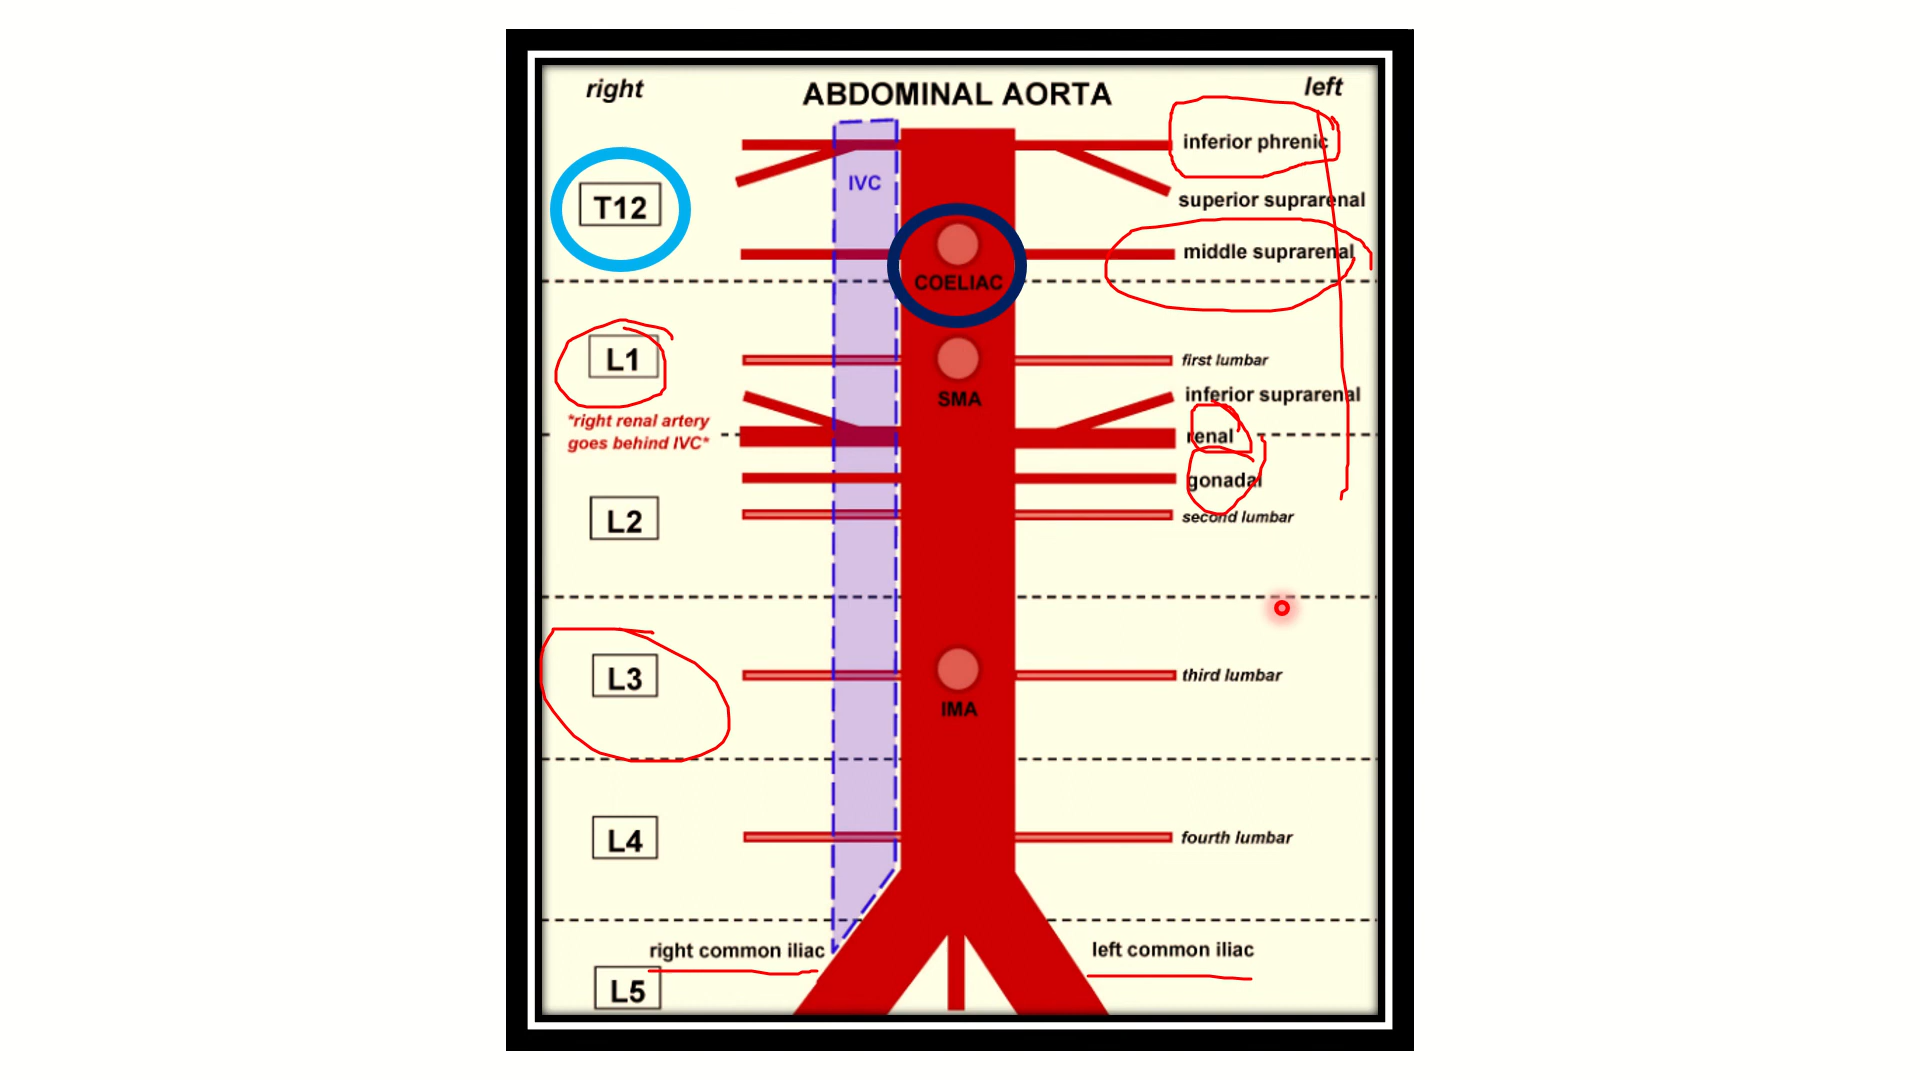 right
ABDOMINAL AORTA
left
inferior phrenic
IVC
T12
superior suprarenal
middle suprarenal
COELIAC
L1
first lumbar
SMA
inferior suprarenal
*right renal artery
goes behind IVC*
renal
gonadal
L2
second lumbar
L3
third lumbar
IMA
L4
fourth lumbar
right common iliac
left common iliac
L5